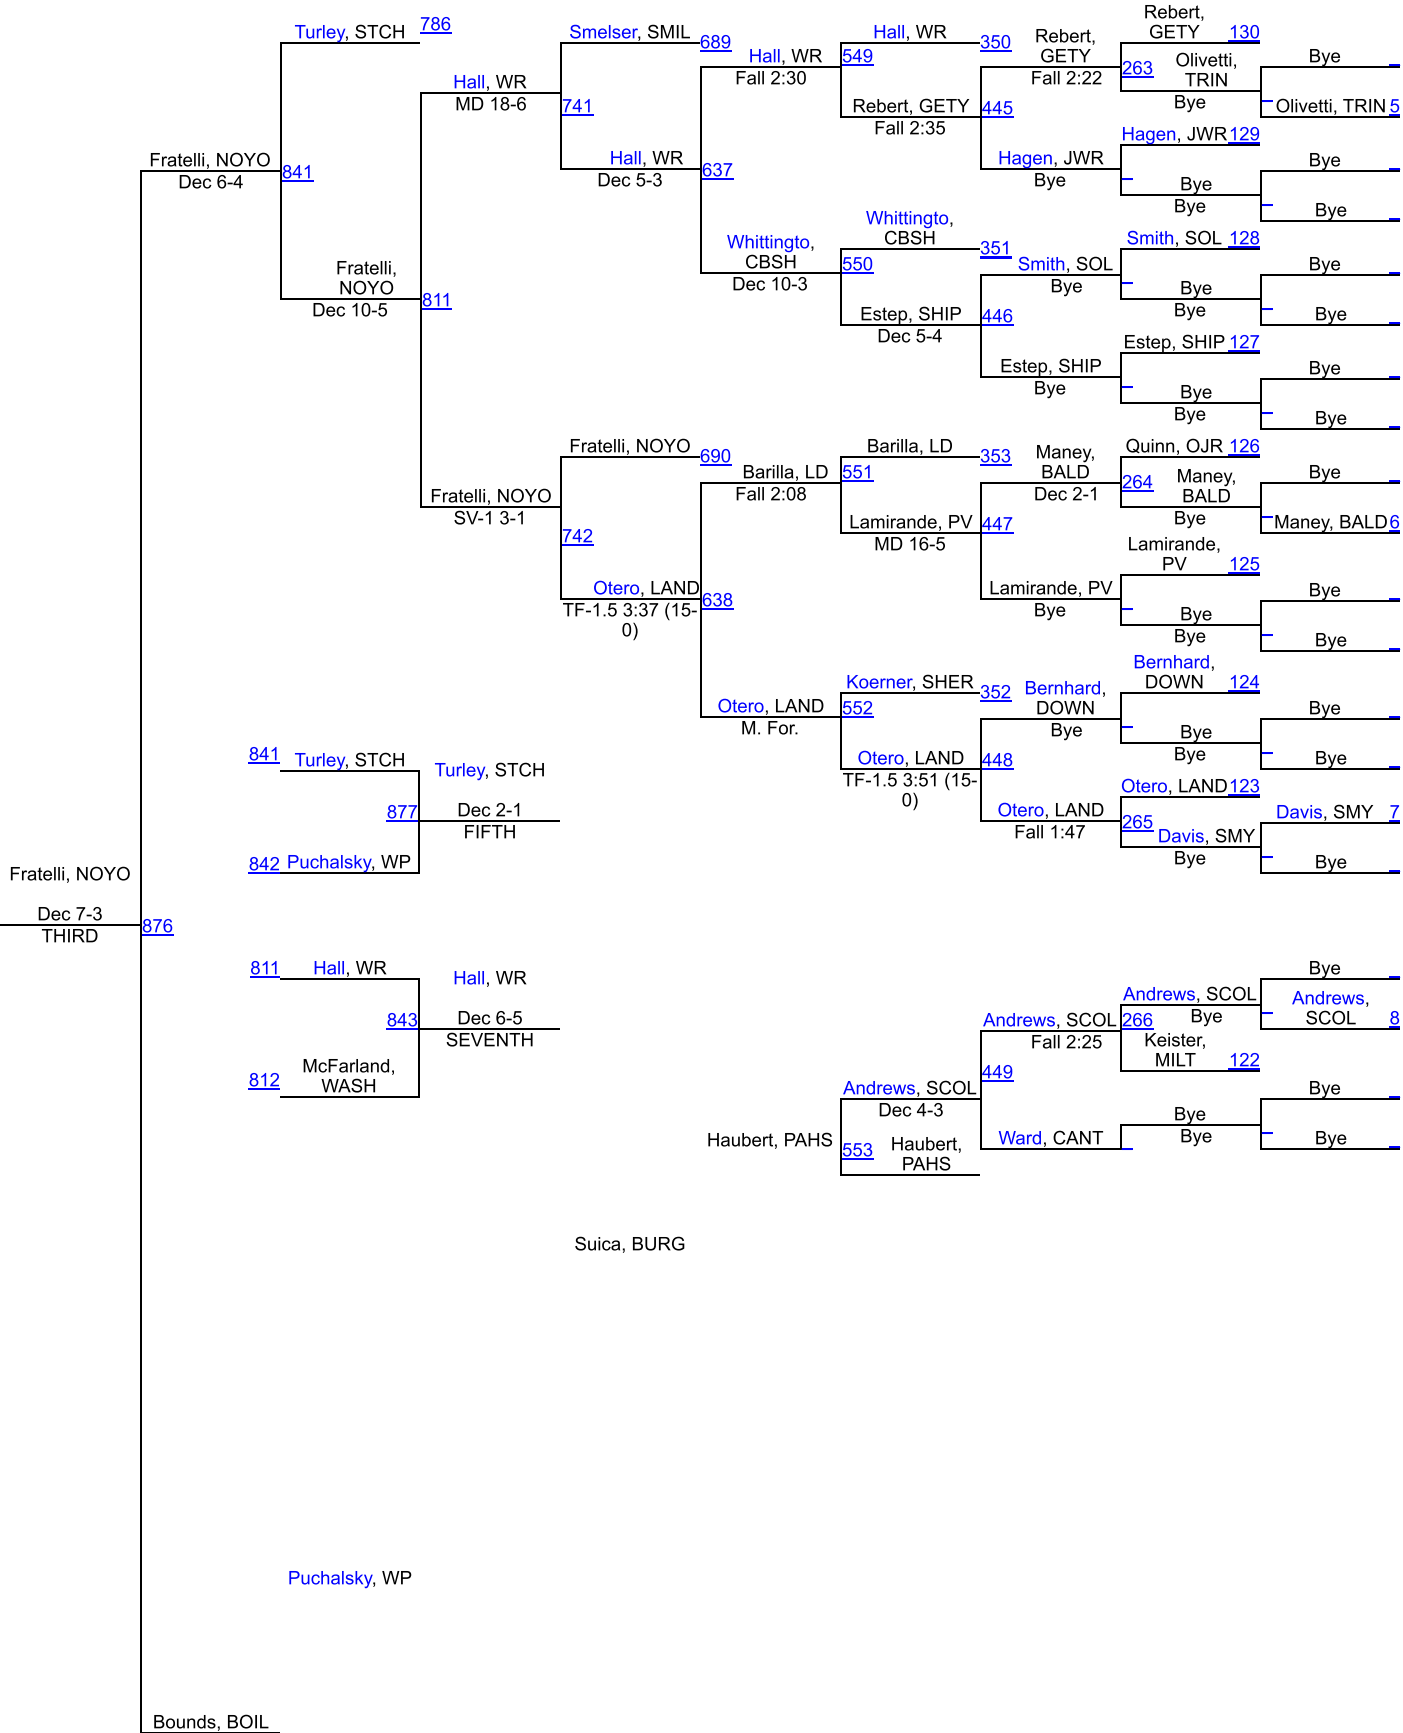 Turley, STCH 786
Smelser, SMIL 689
Hall, WR 350
Rebert,
GETY 130
Rebert,
GETY
Fall 2:22
263
Olivetti,
TRIN
Bye
Bye
Olivetti, TRIN 5
Hall, WR
Fall 2:30
549
Hall, WR
MD 18-6
741
Rebert, GETY
Fall 2:35
445
Hagen, JWR 129
Hagen, JWR
Bye
Bye
Bye
Bye
Bye
Fratelli, NOYO
Dec 6-4
841
Hall, WR
Dec 5-3
637
Whittingto,
CBSH 351
Whittingto,
CBSH
Dec 10-3
550
Smith, SOL 128
Smith, SOL
Bye
Bye
Bye
Bye
Bye
Fratelli,
NOYO
Dec 10-5
811
Estep, SHIP
Dec 5-4
446
Estep, SHIP 127
Estep, SHIP
Bye
Bye
Bye
Bye
Bye
Fratelli, NOYO 690
Barilla, LD 353
Quinn, OJR 126
Maney,
BALD
Dec 2-1
264
Maney,
BALD
Bye
Bye
Maney, BALD 6
Barilla, LD
Fall 2:08
551
Fratelli, NOYO
SV-1 3-1
742
Lamirande, PV
MD 16-5
447
Lamirande,
PV 125
Lamirande, PV
Bye
Bye
Bye
Bye
Bye
Otero, LAND
TF-1.5 3:37 (15-
0)
638
Koerner, SHER 352
Bernhard,
DOWN 124
Bernhard,
DOWN
Bye
Bye
Bye
Bye
Bye
Otero, LAND
M. For.
552
Otero, LAND
TF-1.5 3:51 (15-
0)
448
Otero, LAND 123
Otero, LAND
Fall 1:47
265
Davis, SMY
Bye
Davis, SMY 7
Bye
841 Turley, STCH
Turley, STCH
877
Dec 2-1
FIFTH
842 Puchalsky, WP
Fratelli, NOYO
Dec 7-3
THIRD
876
811 Hall, WR
Hall, WR
843
Dec 6-5
SEVENTH
812
McFarland,
WASH
Bye
Andrews, SCOL
Bye
Andrews,
SCOL 8
Andrews, SCOL
Fall 2:25
266
Keister,
MILT 122
Andrews, SCOL
Dec 4-3
449
Ward, CANT
Bye
Bye
Bye
Bye
Haubert, PAHS
553
Haubert,
PAHS
Suica, BURG
Puchalsky, WP
Bounds, BOIL